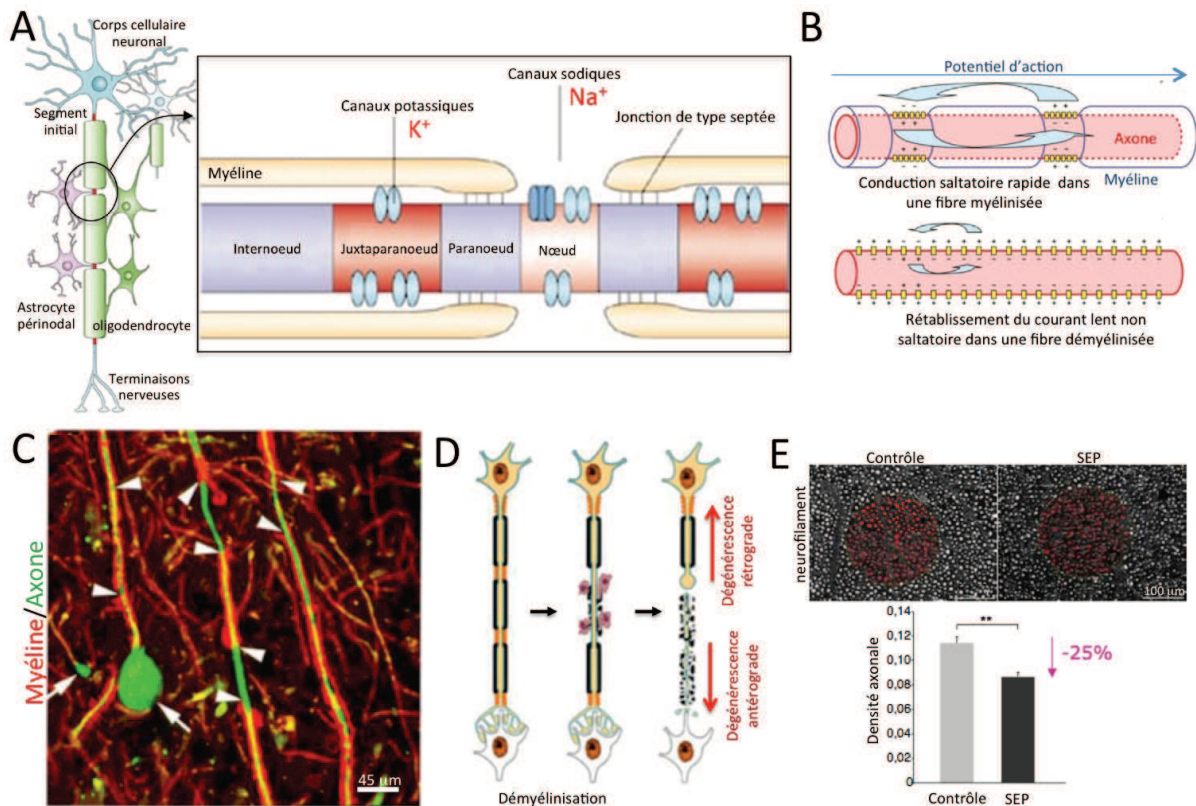 A
Corps cellulaire
neuronal
Segment
initial
Astrocyte
périnodal
oligodendrocyte
Terminaisons
nerveuses
Canaux potassiques
K+
Canaux sodiques
Na+
Jonction de type septée
Myéline
Internoeud
Juxtaparanoeud
Paranoeud
Nœud
B
Potentiel d'action
Axone
Myéline
Conduction saltatoire rapide dans
une fibre myélinisée
Rétablissement du courant lent non
saltatoire dans une fibre démyélinisée
C
Myéline/Axone
45 µm
D
Dégénérescence
rétrograde
Dégénérescence
antérograde
Démyélinisation
E
Contrôle
SEP
neurofilament
100 µm
0,14
0,12
0,10
0,08
0,06
0,04
0,02
0
Densité axonale
**
-25%
Contrôle
SEP